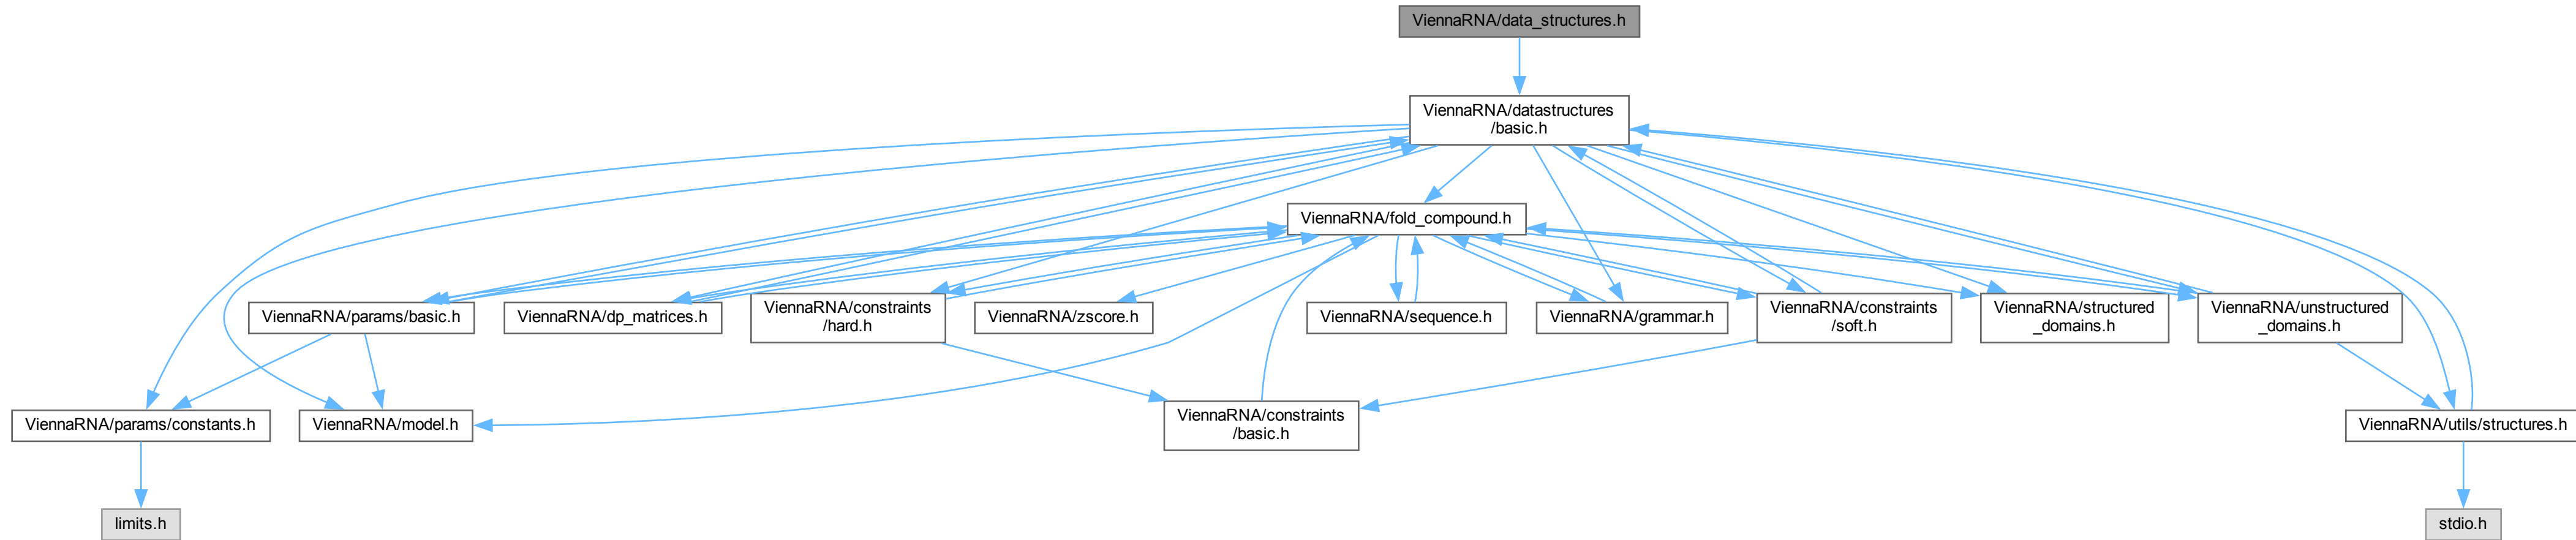 ViennaRNA/data_structures.h
ViennaRNA/datastructures
/basic.h
ViennaRNA/fold_compound.h
ViennaRNA/params/basic.h
ViennaRNA/dp_matrices.h
ViennaRNA/constraints
/hard.h
ViennaRNA/zscore.h
ViennaRNA/sequence.h
ViennaRNA/grammar.h
ViennaRNA/constraints
/soft.h
ViennaRNA/structured
_domains.h
ViennaRNA/unstructured
_domains.h
ViennaRNA/params/constants.h
ViennaRNA/model.h
ViennaRNA/constraints
/basic.h
ViennaRNA/utils/structures.h
limits.h
stdio.h